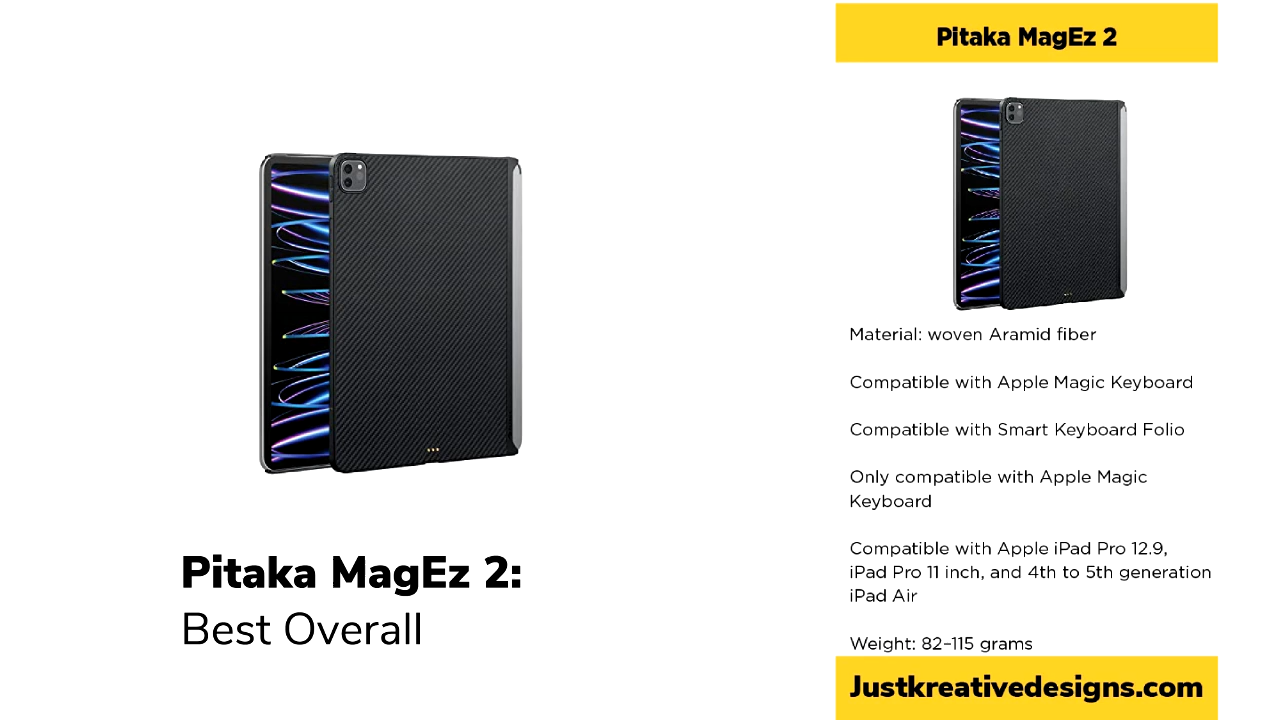 Pitaka MagEz 2:
Best Overall
Pitaka MagEz 2
Material: woven Aramid fiber
Compatible with Apple Magic Keyboard
Compatible with Smart Keyboard Folio
Only compatible with Apple Magic
Keyboard
Compatible with Apple iPad Pro 12.9,
iPad Pro 11 inch, and 4th to 5th generation
iPad Air
Weight: 82–115 grams
Justkreativedesigns.com